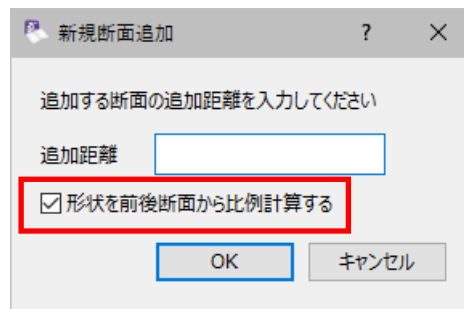 新規断面追加 ? ×
追加する断面の追加距離を入力してください
追加距離
形状を前後断面から比例計算する
OK キャンセル